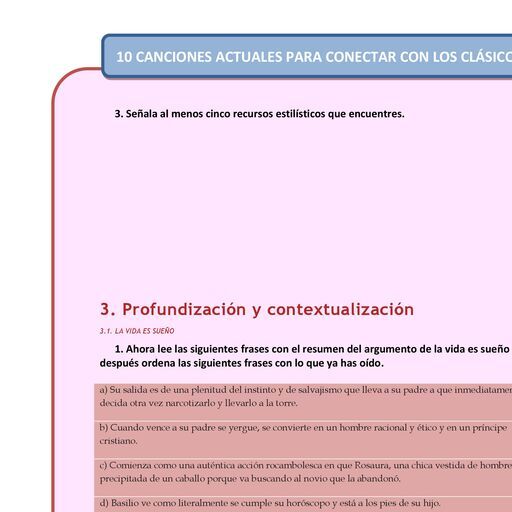 10 CANCIONES ACTUALES PARA CONECTAR CON LOS CLÁSICO
3. Señala al menos cinco recursos estilísticos que encuentres.
3. Profundización y contextualización
3.1. LA VIDA ES SUEÑO
1. Ahora lee las siguientes frases con el resumen del argumento de la vida es sueño
después ordena las siguientes frases con lo que ya has oído.
a) Su salida es de una plenitud del instinto y de salvajismo que lleva a su padre a que inmediatamen
decida otra vez narcotizarlo y llevarlo a la torre.
b) Cuando vence a su padre se yergue, se convierte en un hombre racional y ético y en un príncipe
cristiano.
c) Comienza como una auténtica acción rocambolesca en que Rosaura, una chica vestida de hombre
precipitada de un caballo porque va buscando al novio que la abandonó.
d) Basilio ve como literalmente se cumple su horóscopo y está a los pies de su hijo.